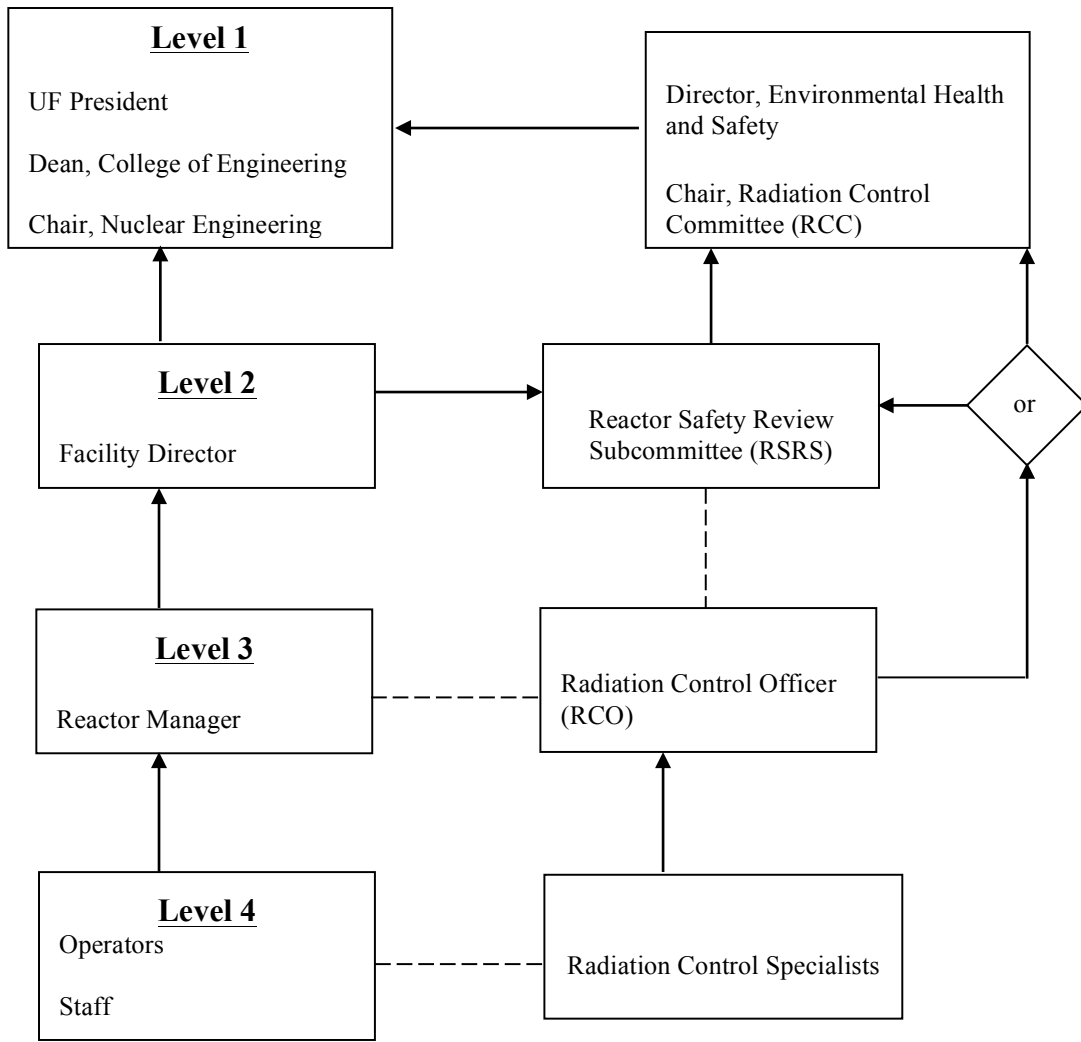 Level 1
UF President
Dean, College of Engineering
Chair, Nuclear Engineering
Director, Environmental Health
and Safety
Chair, Radiation Control
Committee (RCC)
Level 2
Facility Director
Reactor Safety Review
Subcommittee (RSRS)
or
Level 3
Reactor Manager
Radiation Control Officer
(RCO)
Level 4
Operators
Staff
Radiation Control Specialists